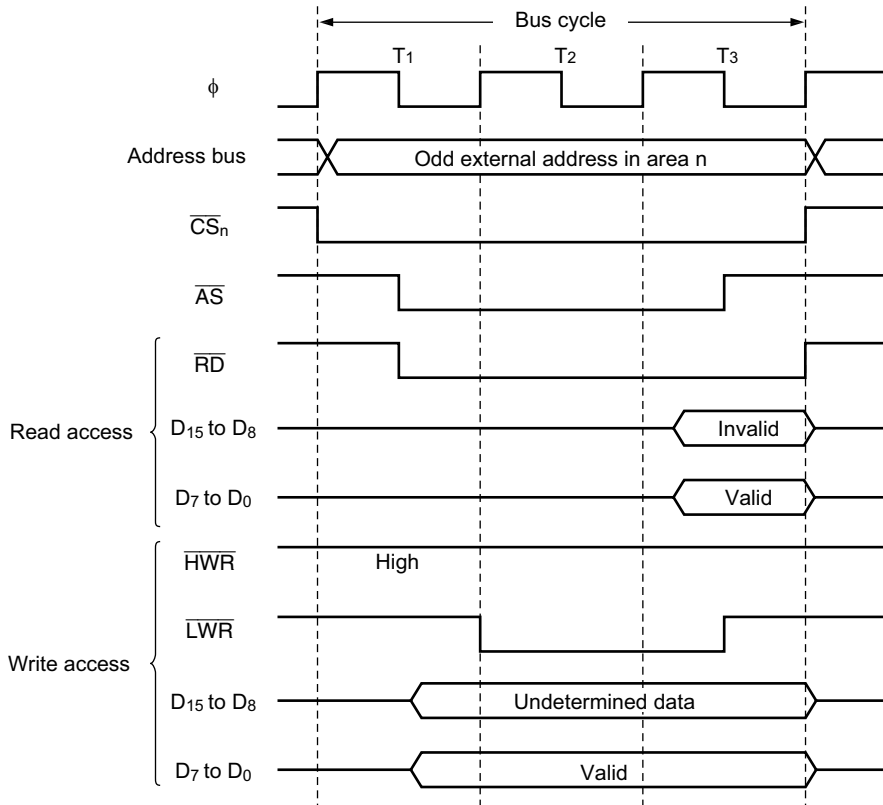 Bus cycle
T1 T2 T3
ϕ
Address bus Odd external address in area n
CSn
AS
RD
Read access
D15 to D8 Invalid
D7 to D0 Valid
HWR High
LWR
Write access
D15 to D8 Undetermined data
D7 to D0 Valid